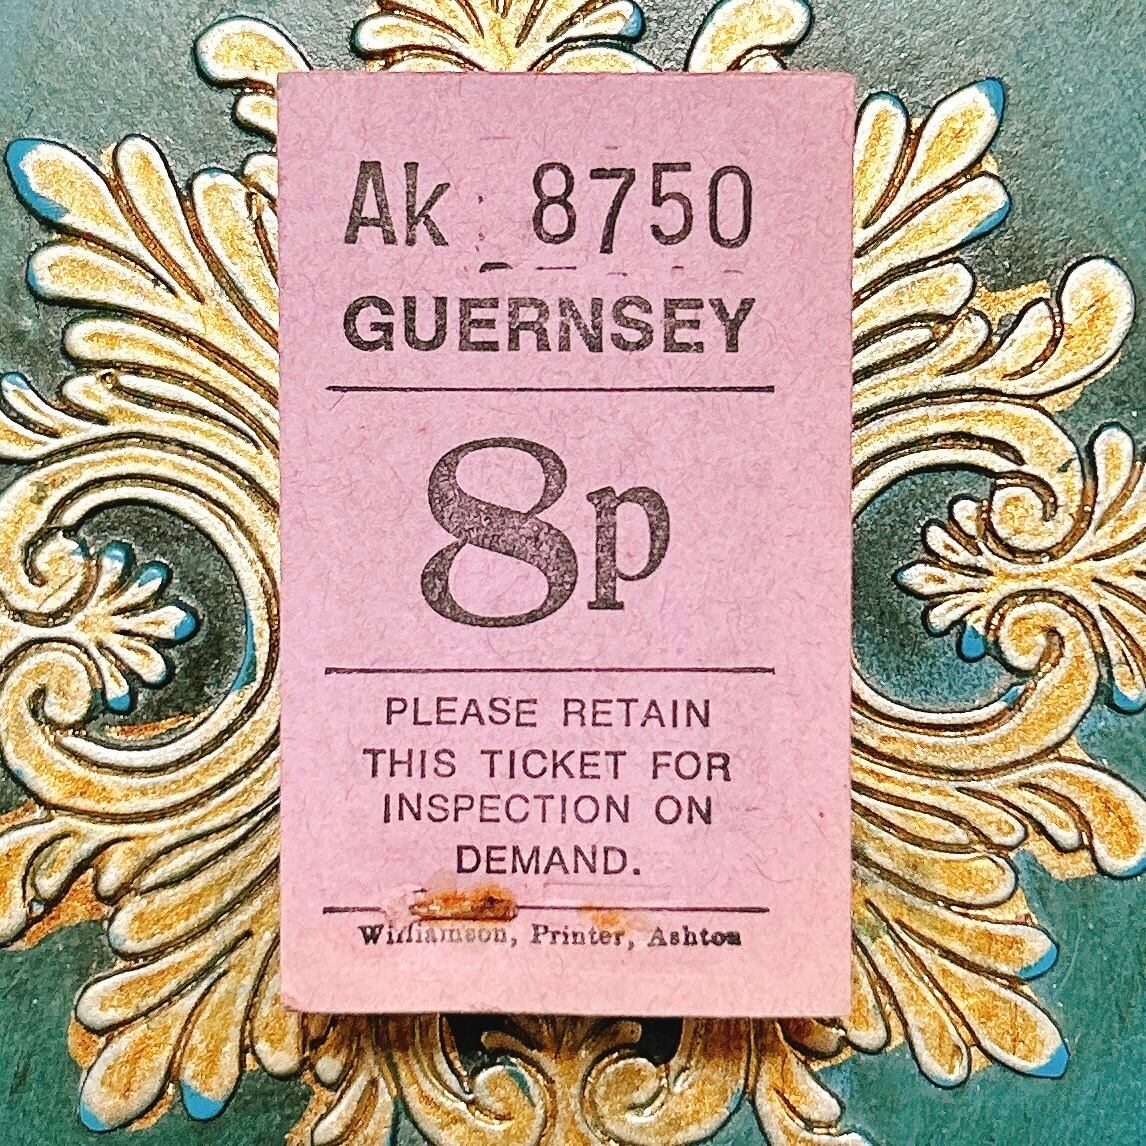 Ak 8750
GUERNSEY
8p
PLEASE RETAIN
THIS TICKET FOR
INSPECTION ON
DEMAND.
Williamson, Printer, Ashton